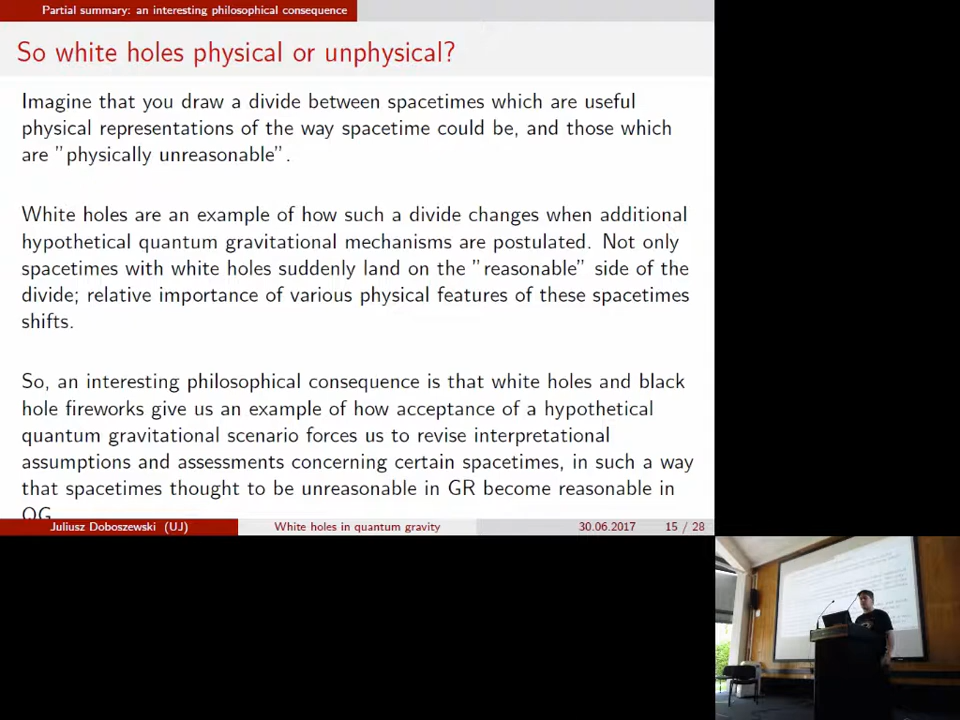 Partial summary: an interesting philosophical consequence
So white holes physical or unphysical?
Imagine that you draw a divide between spacetimes which are useful
physical representations of the way spacetime could be, and those which
are ”physically unreasonable”.
White holes are an example of how such a divide changes when additional
hypothetical quantum gravitational mechanisms are postulated. Not only
spacetimes with white holes suddenly land on the ”reasonable” side of the
divide; relative importance of various physical features of these spacetimes
shifts.
So, an interesting philosophical consequence is that white holes and black
hole fireworks give us an example of how acceptance of a hypothetical
quantum gravitational scenario forces us to revise interpretational
assumptions and assessments concerning certain spacetimes, in such a way
that spacetimes thought to be unreasonable in GR become reasonable in
QG.
Juliusz Doboszewski (UJ) White holes in quantum gravity 30.06.2017 15 / 28